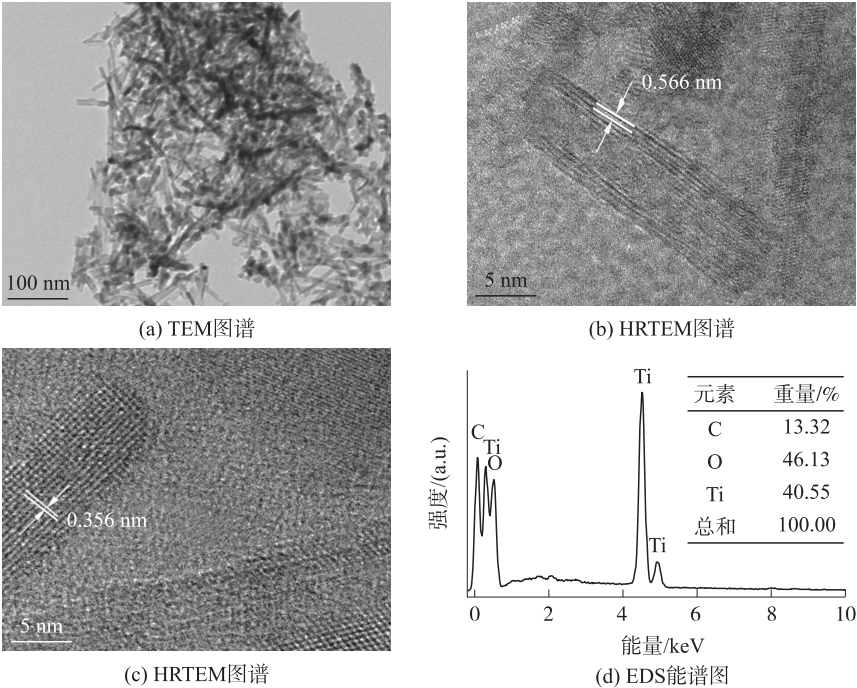 100 nm
(a) TEM图谱
0.566 nm
5 nm
(b) HRTEM图谱
0.356 nm
5 nm
(c) HRTEM图谱
强度/(a.u.)
C
Ti
O
Ti
Ti
元素 重量/%
C 13.32
O 46.13
Ti 40.55
总和 100.00
0 2 4 6 8 10
能量/keV
(d) EDS能谱图